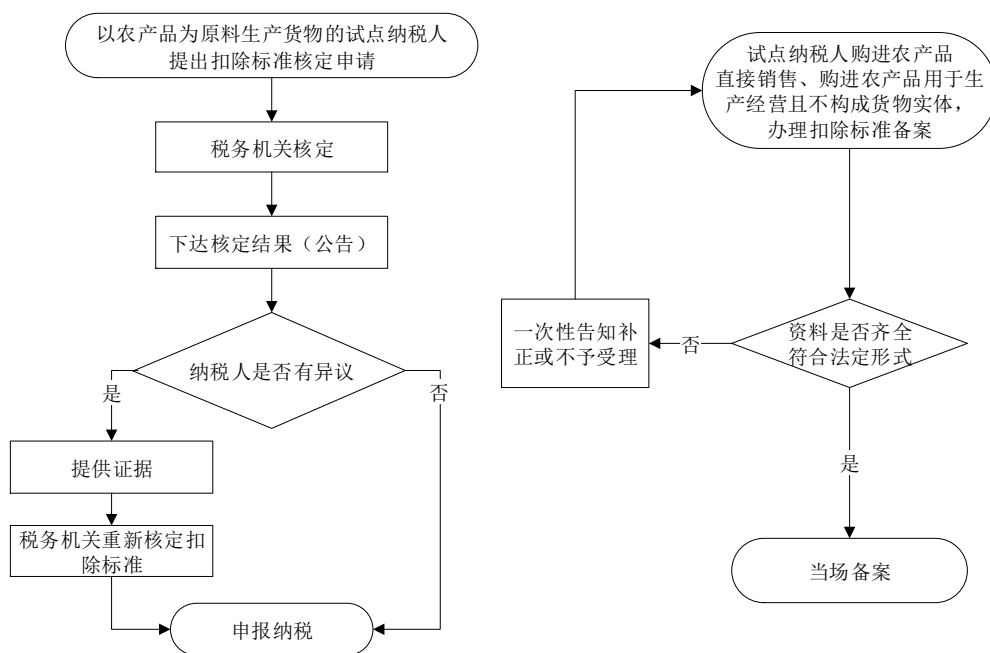 以农产品为原料生产货物的试点纳税人
提出扣除标准核定申请
税务机关核定
下达核定结果（公告）
纳税人是否有异议
是
否
提供证据
税务机关重新核定扣
除标准
申报纳税
试点纳税人购进农产品
直接销售、购进农产品用于生
产经营且不构成货物实体，
办理扣除标准备案
一次性告知补
正或不予受理
否
资料是否齐全
符合法定形式
是
当场备案